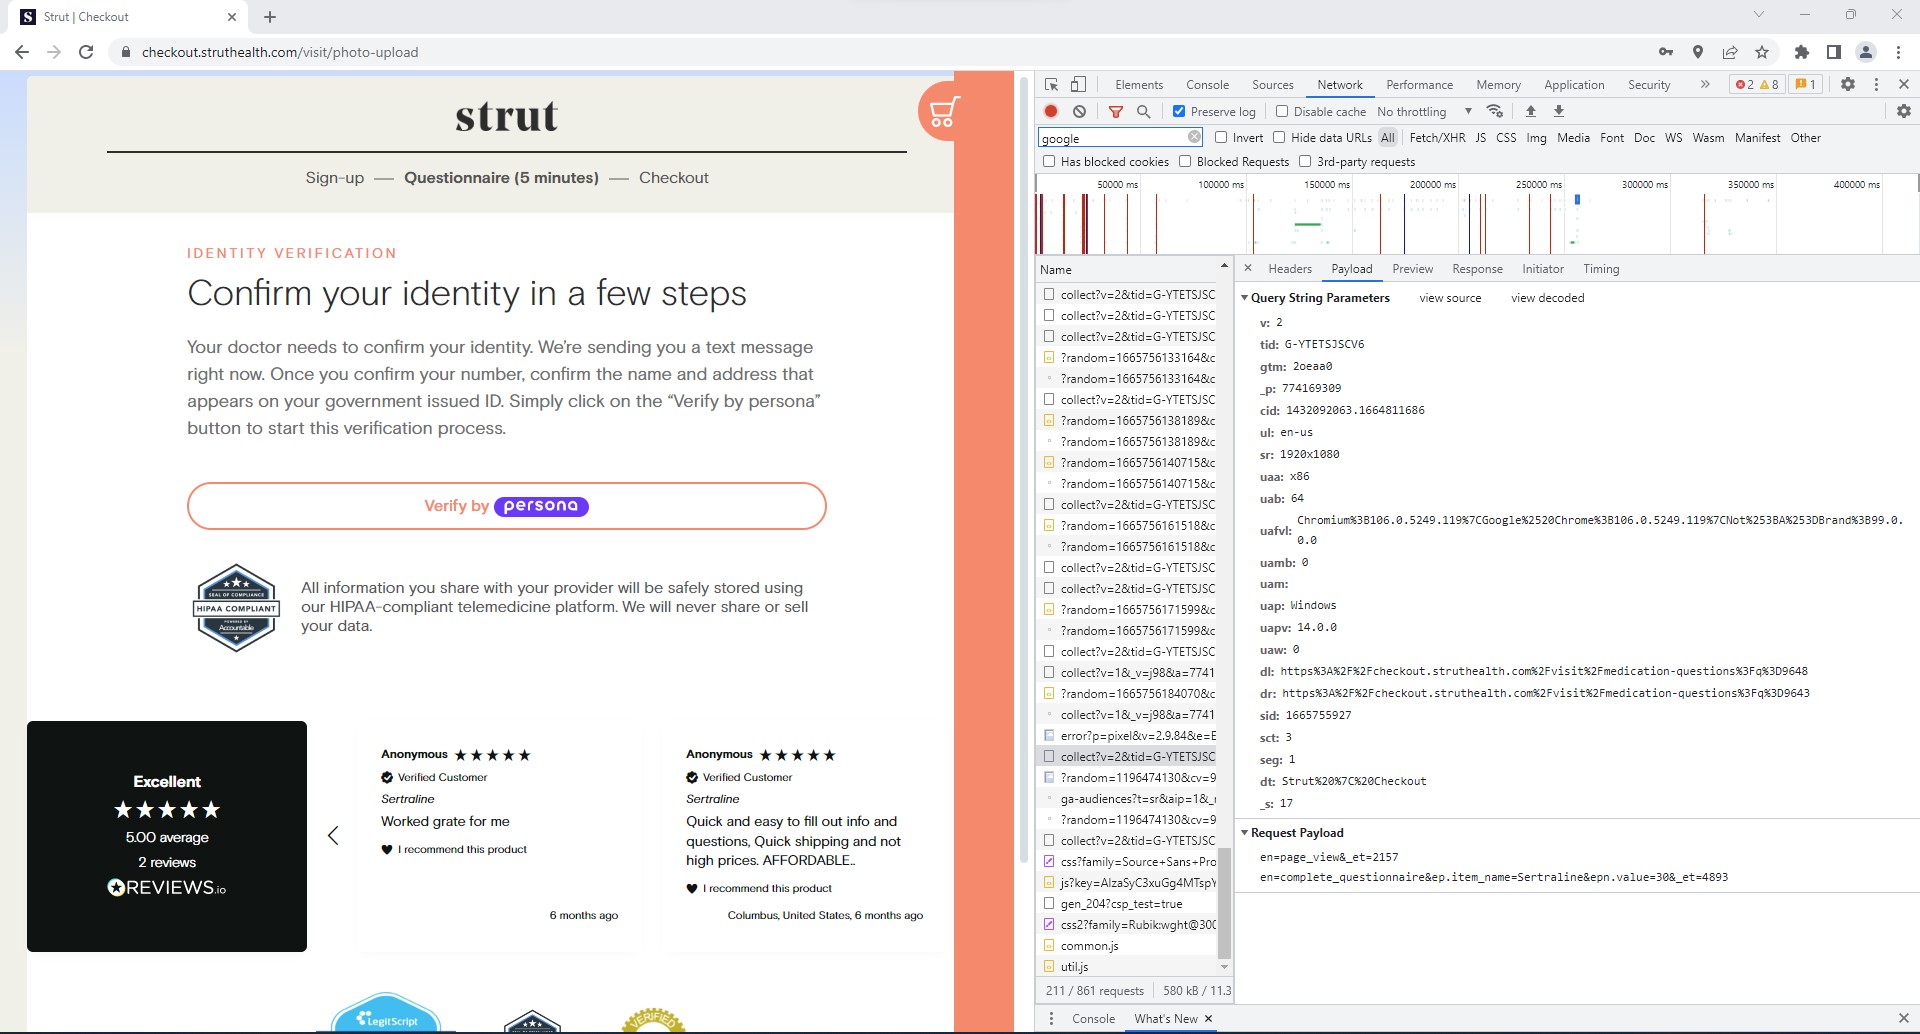 Strut | Checkout
checkout.struthealth.com/visit/photo-upload
strut
Sign-up — Questionnaire (5 minutes) — Checkout
IDENTITY VERIFICATION
Confirm your identity in a few steps
Your doctor needs to confirm your identity. We're sending you a text message
right now. Once you confirm your number, confirm the name and address that
appears on your government issued ID. Simply click on the “Verify by persona”
button to start this verification process.
Verify by persona
SEAL OF COMPLIANCE
HIPAA COMPLIANT
POWERED BY
Accountable
All information you share with your provider will be safely stored using
our HIPAA-compliant telemedicine platform. We will never share or sell
your data.
Excellent
5.00 average
2 reviews
REVIEWS.io
Anonymous
Verified Customer
Sertraline
Worked grate for me
I recommend this product
6 months ago
Anonymous
Verified Customer
Sertraline
Quick and easy to fill out info and
questions, Quick shipping and not
high prices. AFFORDABLE..
I recommend this product
Columbus, United States, 6 months ago
LegitScript
VERIFIED
Elements Console Sources Network Performance Memory Application Security » 2 8 1
Preserve log Disable cache No throttling
google Invert Hide data URLs All Fetch/XHR JS CSS Img Media Font Doc WS Wasm Manifest Other
Has blocked cookies Blocked Requests 3rd-party requests
50000 ms 100000 ms 150000 ms 200000 ms 250000 ms 300000 ms 350000 ms 400000 ms
Name
collect?v=2&tid=G-YTETSJSC
collect?v=2&tid=G-YTETSJSC
collect?v=2&tid=G-YTETSJSC
?random=1665756133164&c
?random=1665756133164&c
collect?v=2&tid=G-YTETSJSC
?random=1665756138189&c
?random=1665756138189&c
?random=1665756140715&c
?random=1665756140715&c
collect?v=2&tid=G-YTETSJSC
?random=1665756161518&c
?random=1665756161518&c
collect?v=2&tid=G-YTETSJSC
collect?v=2&tid=G-YTETSJSC
?random=1665756171599&c
?random=1665756171599&c
collect?v=2&tid=G-YTETSJSC
collect?v=1&_v=j98&a=7741
?random=1665756184070&c
collect?v=1&_v=j98&a=7741
error?p=pixel&v=2.9.84&e=E
collect?v=2&tid=G-YTETSJSC
?random=1196474130&cv=9
ga-audiences?t=sr&aip=1&_r
?random=1196474130&cv=9
collect?v=2&tid=G-YTETSJSC
css?family=Source+Sans+Pro
js?key=AIzaSyC3xuGg4MTspY
gen_204?csp_test=true
css2?family=Rubik:wght@300
common.js
util.js
211 / 861 requests 580 kB / 11.3
Headers Payload Preview Response Initiator Timing
Query String Parameters view source view decoded
v: 2
tid: G-YTETSJSCV6
gtm: 2oeaa0
_p: 774169309
cid: 1432092063.1664811686
ul: en-us
sr: 1920x1080
uaa: x86
uab: 64
uafvl: Chromium%3B106.0.5249.119%7CGoogle%2520Chrome%3B106.0.5249.119%7CNot%253BA%253DBrand%3B99.0.
0.0
uamb: 0
uam:
uap: Windows
uapv: 14.0.0
uaw: 0
dl: https%3A%2F%2Fcheckout.struthealth.com%2Fvisit%2Fmedication-questions%3Fq%3D9648
dr: https%3A%2F%2Fcheckout.struthealth.com%2Fvisit%2Fmedication-questions%3Fq%3D9643
sid: 1665755927
sct: 3
seg: 1
dt: Strut%20%7C%20Checkout
_s: 17
Request Payload
en=page_view&_et=2157
en=complete_questionnaire&ep.item_name=Sertraline&epn.value=30&_et=4893
Console What's New